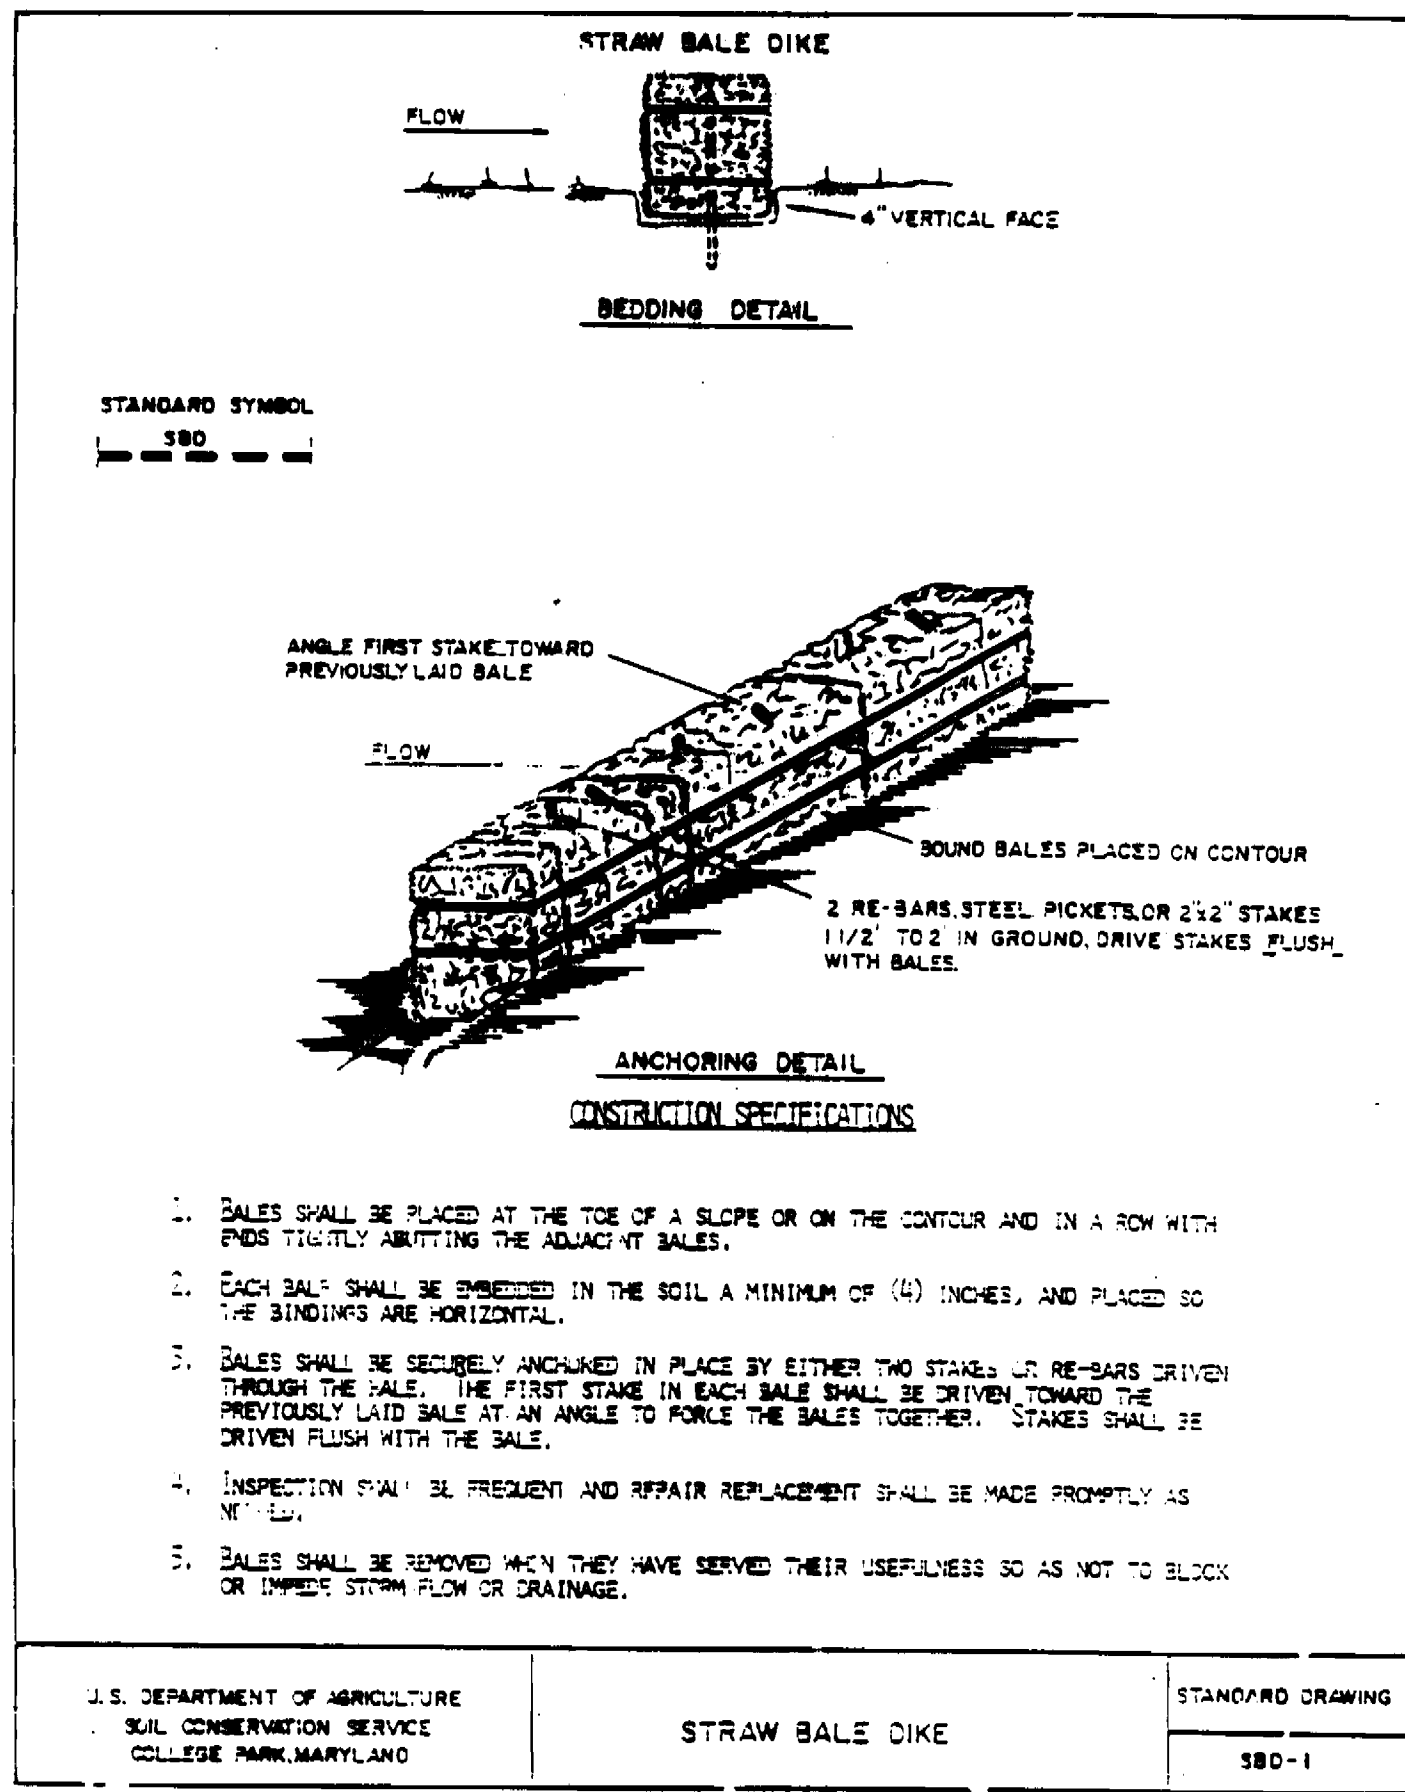 STRAW BALE DIKE
FLOW
4" VERTICAL FACE
BEDDING DETAIL
STANDARD SYMBOL
SBD
ANGLE FIRST STAKE TOWARD
PREVIOUSLY LAID BALE
FLOW
BOUND BALES PLACED ON CONTOUR
2 RE-BARS, STEEL PICKETS, OR 2"x2" STAKES
1 1/2' TO 2' IN GROUND, DRIVE STAKES FLUSH
WITH BALES.
ANCHORING DETAIL
CONSTRUCTION SPECIFICATIONS
1. BALES SHALL BE PLACED AT THE TOE OF A SLOPE OR ON THE CONTOUR AND IN A ROW WITH
ENDS TIGHTLY ABUTTING THE ADJACENT BALES.
2. EACH BALE SHALL BE EMBEDDED IN THE SOIL A MINIMUM OF (4) INCHES, AND PLACED SO
THE BINDINGS ARE HORIZONTAL.
3. BALES SHALL BE SECURELY ANCHORED IN PLACE BY EITHER TWO STAKES OR RE-BARS DRIVEN
THROUGH THE BALE. THE FIRST STAKE IN EACH BALE SHALL BE DRIVEN TOWARD THE
PREVIOUSLY LAID BALE AT AN ANGLE TO FORCE THE BALES TOGETHER. STAKES SHALL BE
DRIVEN FLUSH WITH THE BALE.
4. INSPECTION SHALL BE FREQUENT AND REPAIR REPLACEMENT SHALL BE MADE PROMPTLY AS
NEEDED.
5. BALES SHALL BE REMOVED WHEN THEY HAVE SERVED THEIR USEFULNESS SO AS NOT TO BLOCK
OR IMPEDE STORM FLOW OR DRAINAGE.
U.S. DEPARTMENT OF AGRICULTURE
SOIL CONSERVATION SERVICE
COLLEGE PARK, MARYLAND
STRAW BALE DIKE
STANDARD DRAWING
SBD-1